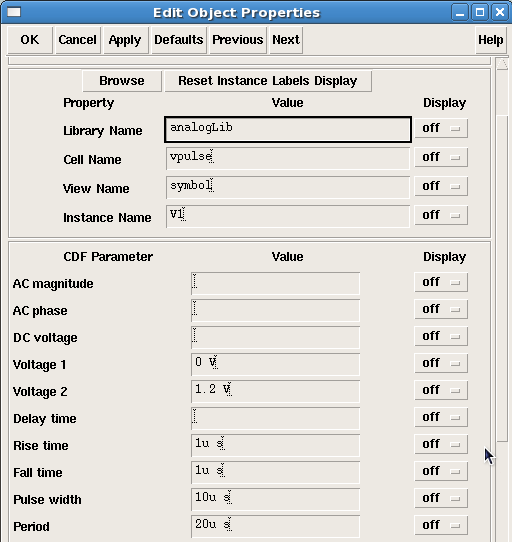 Edit Object Properties
OK Cancel Apply Defaults Previous Next Help
Browse Reset Instance Labels Display
Property Value Display
Library Name analogLib off
Cell Name vpulse off
View Name symbol off
Instance Name V1 off
CDF Parameter Value Display
AC magnitude off
AC phase off
DC voltage off
Voltage 1 0 V off
Voltage 2 1.2 V off
Delay time off
Rise time 1u s off
Fall time 1u s off
Pulse width 10u s off
Period 20u s off